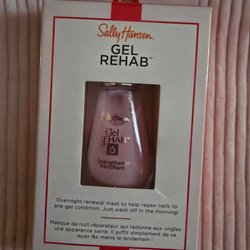 Sally Hansen
GEL
REHAB™
Sally Hansen
Gel
REHAB
Strengthener
Fortifiant
Overnight renewal mask to help repair nails to
pre-gel condition. Just wash off in the morning!
Masque de nuit réparateur qui redonne aux ongles
une apparence saine. Il suffit simplement de se
laver les mains le lendemain!